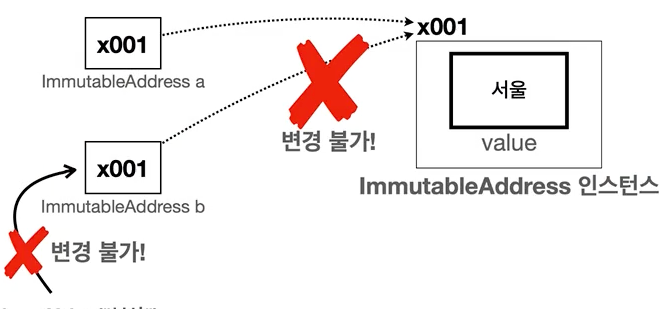 x001
ImmutableAddress a
x001
서울
value
변경 불가!
ImmutableAddress 인스턴스
x001
ImmutableAddress b
변경 불가!